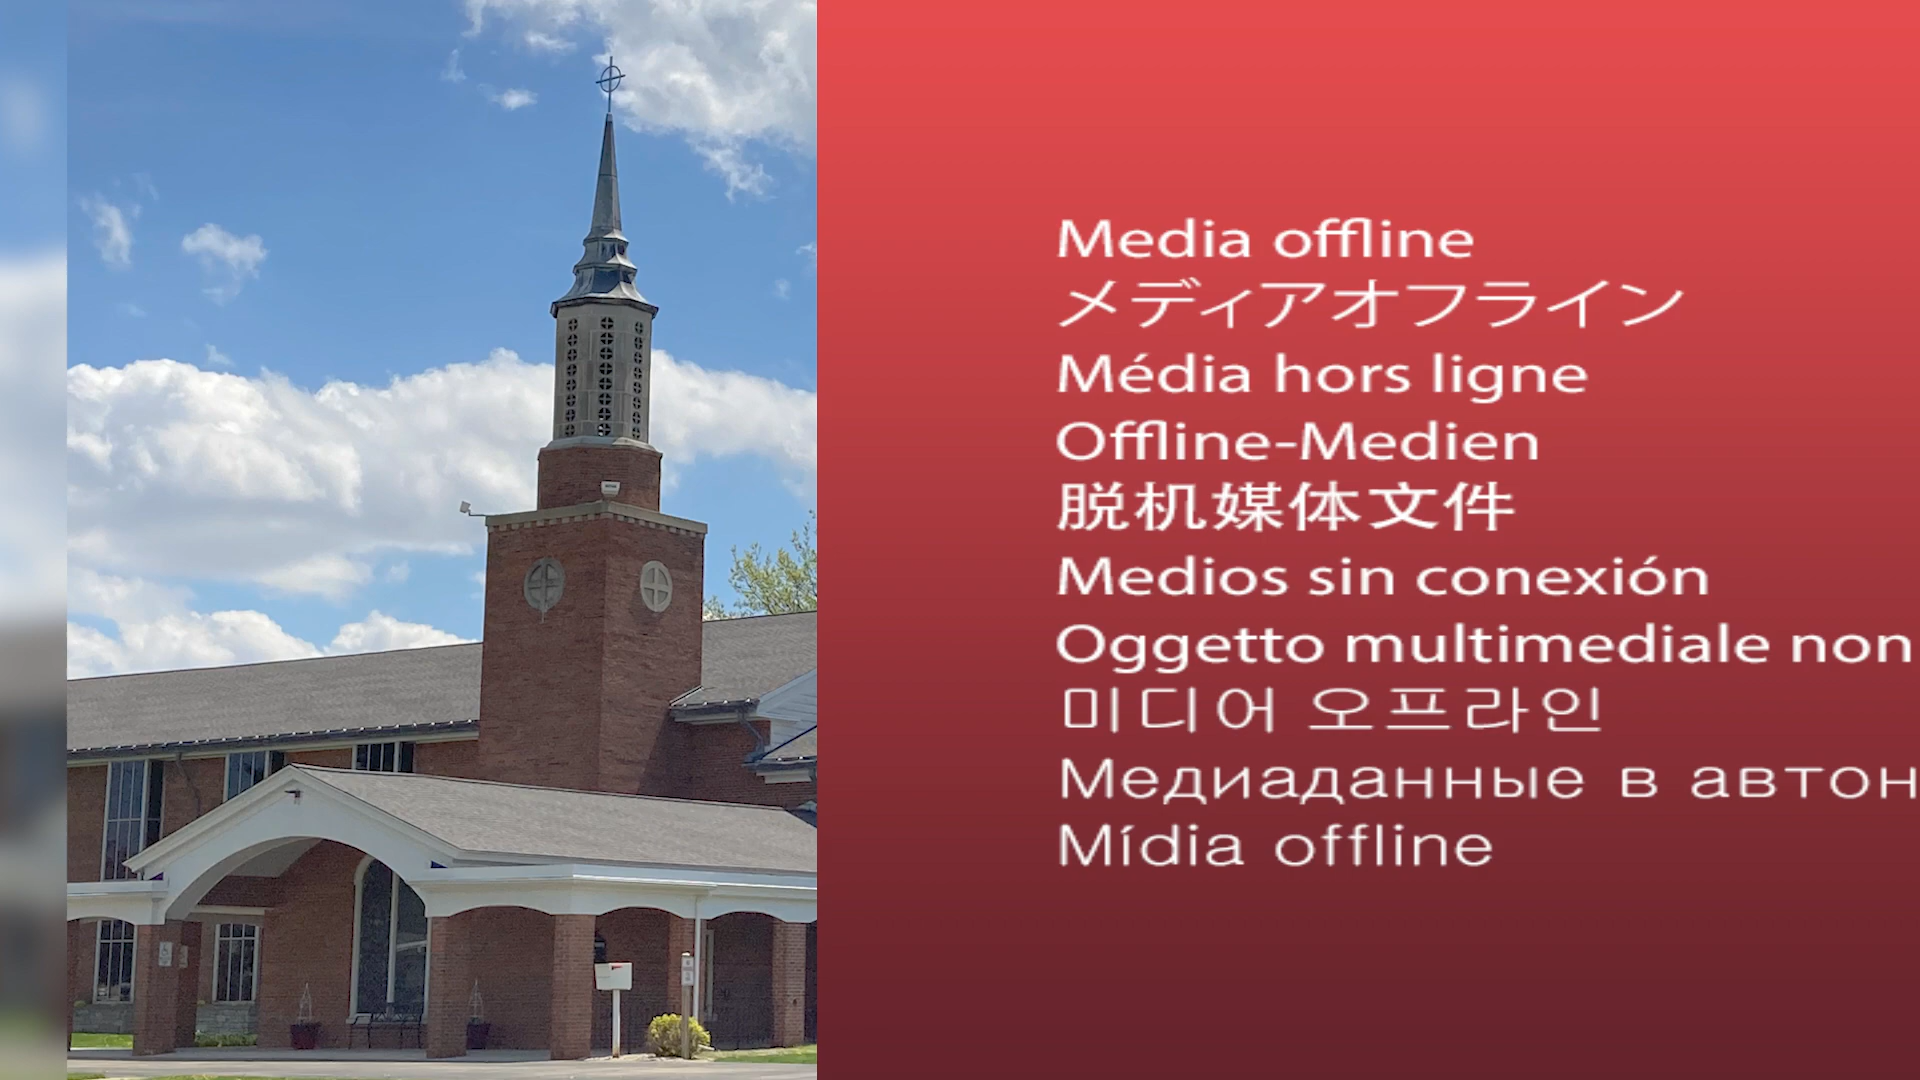 Media offline
メディアオフライン
Média hors ligne
Offline-Medien
脱机媒体文件
Medios sin conexión
Oggetto multimediale non
미디어 오프라인
Медиаданные в автон
Mídia offline